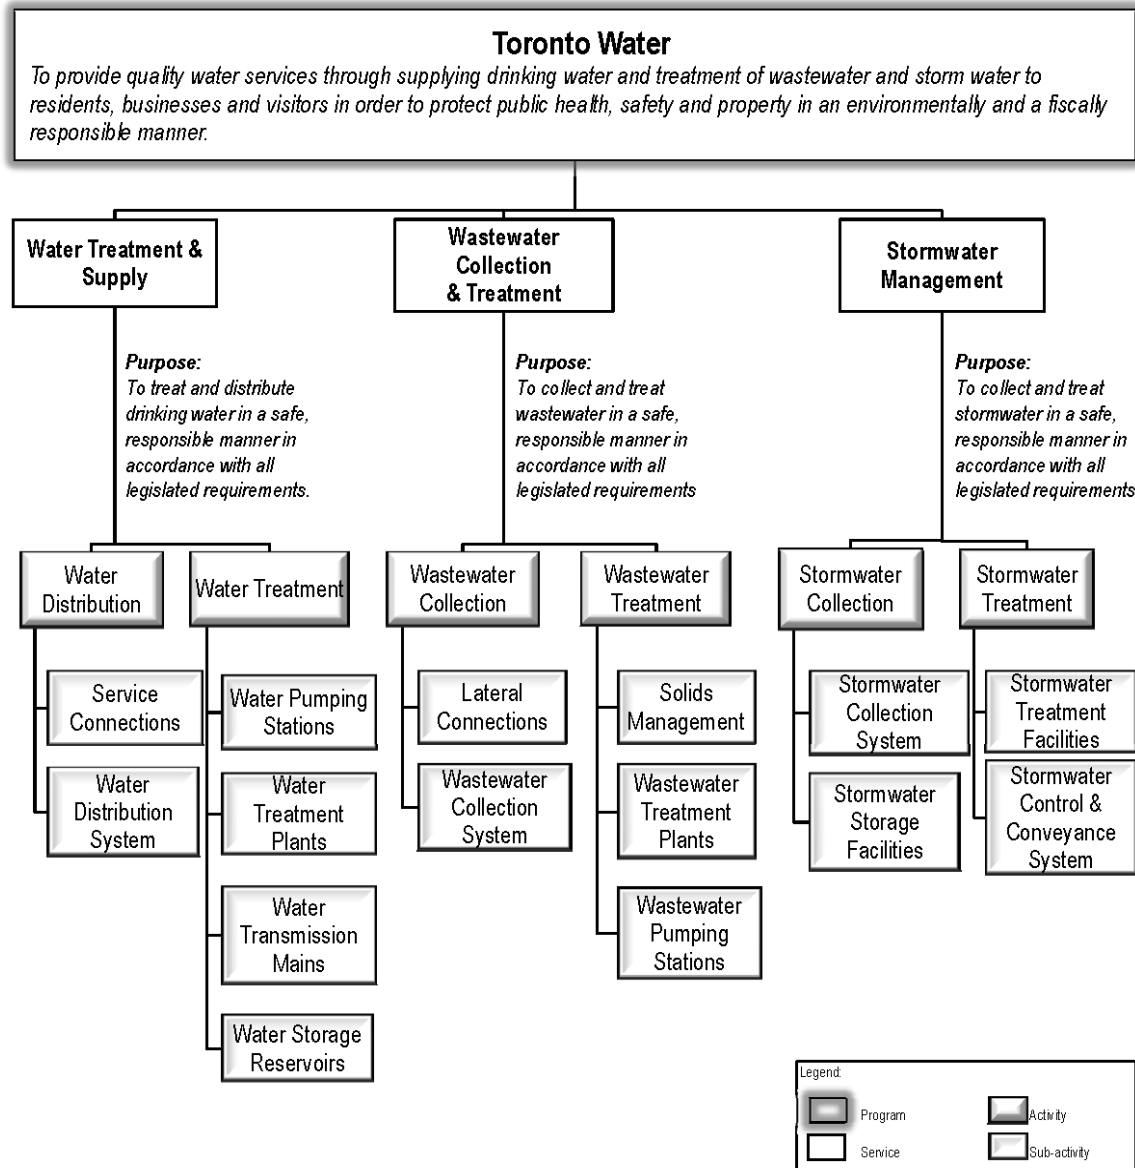 Toronto Water
To provide quality water services through supplying drinking water and treatment of wastewater and storm water to
residents, businesses and visitors in order to protect public health, safety and property in an environmentally and a fiscally
responsible manner.
Water Treatment &
Supply
Wastewater
Collection
& Treatment
Stormwater
Management
Purpose:
To treat and distribute
drinking water in a safe,
responsible manner in
accordance with all
legislated requirements.
Purpose:
To collect and treat
wastewater in a safe,
responsible manner in
accordance with all
legislated requirements
Purpose:
To collect and treat
stormwater in a safe,
responsible manner in
accordance with all
legislated requirements
Water
Distribution
Water Treatment
Wastewater
Collection
Wastewater
Treatment
Stormwater
Collection
Stormwater
Treatment
Service
Connections
Water
Distribution
System
Water Pumping
Stations
Water
Treatment
Plants
Water
Transmission
Mains
Water Storage
Reservoirs
Lateral
Connections
Wastewater
Collection
System
Solids
Management
Wastewater
Treatment
Plants
Wastewater
Pumping
Stations
Stormwater
Collection
System
Stormwater
Storage
Facilities
Stormwater
Treatment
Facilities
Stormwater
Control &
Conveyance
System
Legend:
Program
Activity
Service
Sub-activity